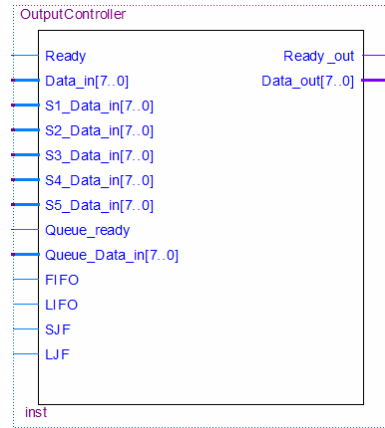 OutputController
Ready Ready_out
Data_in[7..0] Data_out[7..0]
S1_Data_in[7..0]
S2_Data_in[7..0]
S3_Data_in[7..0]
S4_Data_in[7..0]
S5_Data_in[7..0]
Queue_ready
Queue_Data_in[7..0]
FIFO
LIFO
SJF
LJF
inst